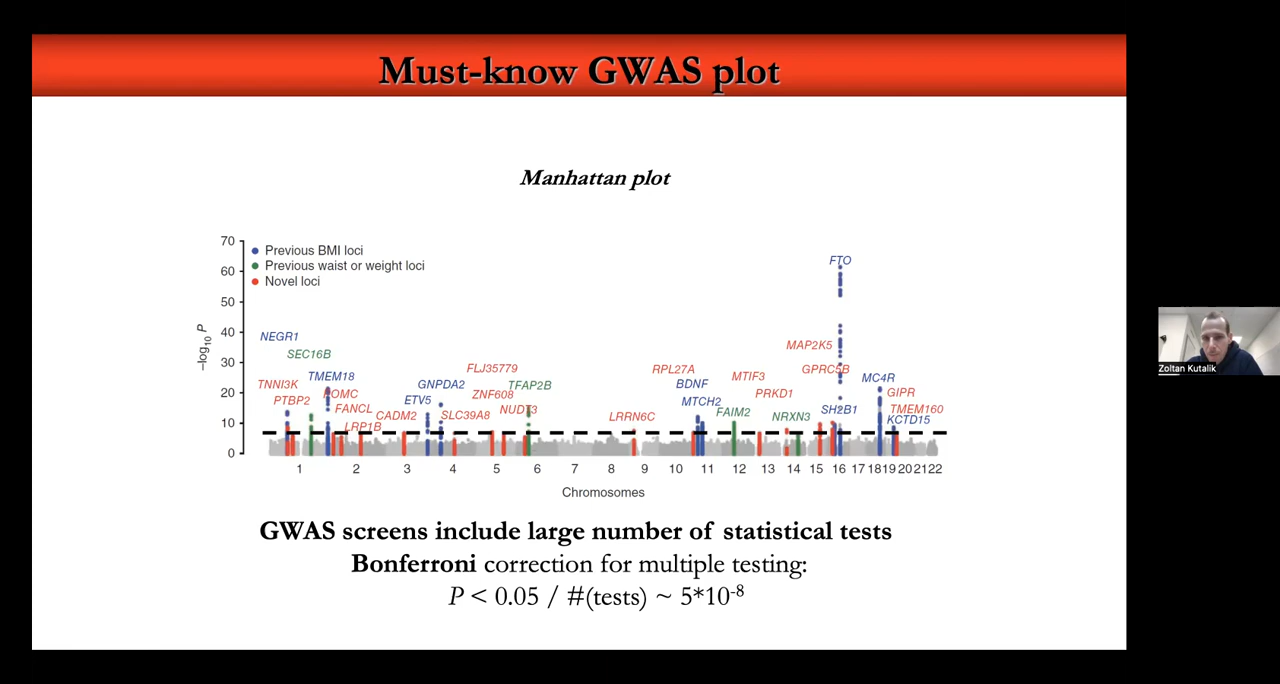 Must-know GWAS plot
Manhattan plot
70
60
50
40
30
20
10
0
–log10 P
Previous BMI loci
Previous waist or weight loci
Novel loci
NEGR1
SEC16B
TNNI3K
TMEM18
PTBP2
POMC
FANCL
LRP1B
CADM2
ETV5
GNPDA2
SLC39A8
FLJ35779
ZNF608
TFAP2B
NUDT3
LRRN6C
RPL27A
BDNF
MTCH2
FAIM2
MTIF3
PRKD1
NRXN3
MAP2K5
GPRC5B
FTO
SH2B1
MC4R
GIPR
TMEM160
KCTD15
1 2 3 4 5 6 7 8 9 10 11 12 13 14 15 16 17 18 19 20 21 22
Chromosomes
GWAS screens include large number of statistical tests
Bonferroni correction for multiple testing:
P < 0.05 / #(tests) ~ 5*10-8
Zoltan Kutalik